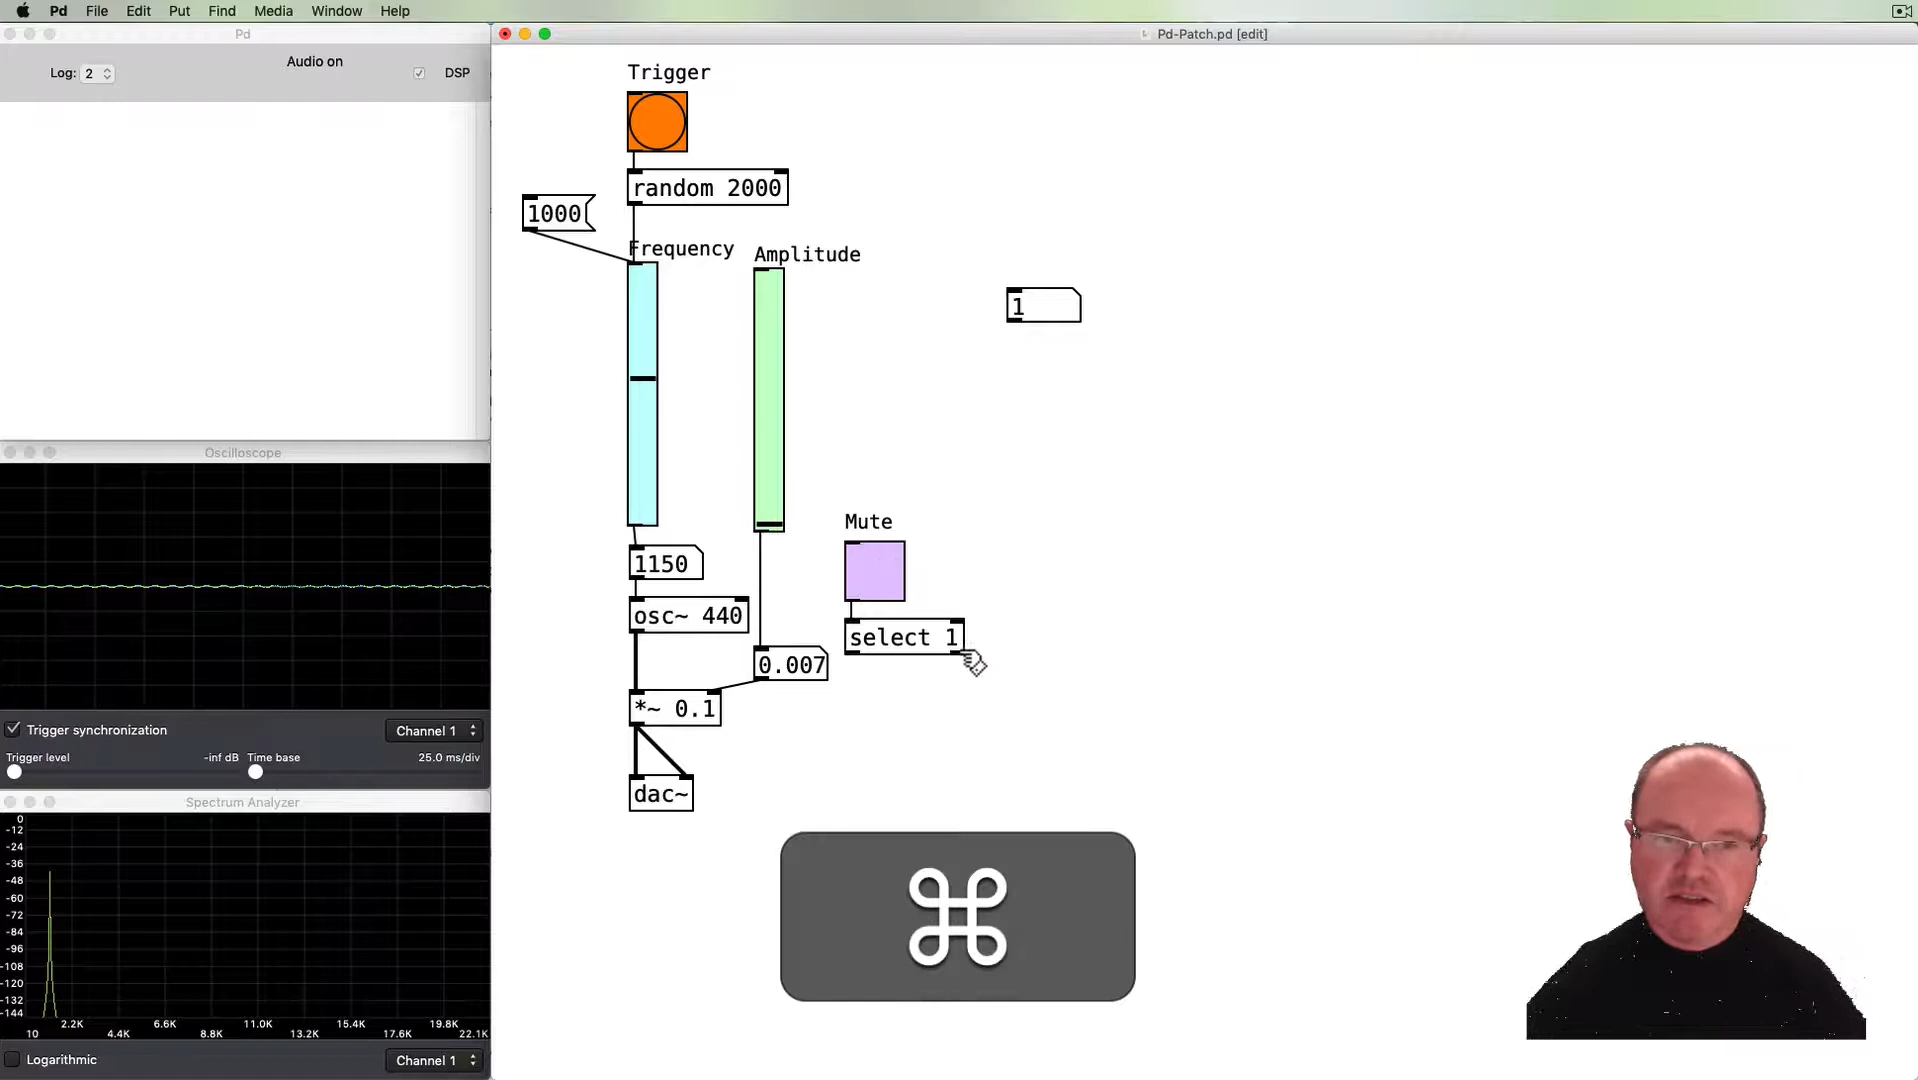 Pd File Edit Put Find Media Window Help
Pd
Pd-Patch.pd [edit]
Log: 2
Audio on
DSP
Trigger
random 2000
1000
Frequency
Amplitude
1
1150
osc~ 440
0.007
*~ 0.1
dac~
Mute
select 1
Oscilloscope
Trigger synchronization
Channel 1
Trigger level
-inf dB
Time base
25.0 ms/div
Spectrum Analyzer
0
-12
-24
-36
-48
-60
-72
-84
-96
-108
-120
-132
-144
2.2K 6.6K 11.0K 15.4K 19.8K
10 4.4K 8.8K 13.2K 17.6K 22.1K
Logarithmic
Channel 1